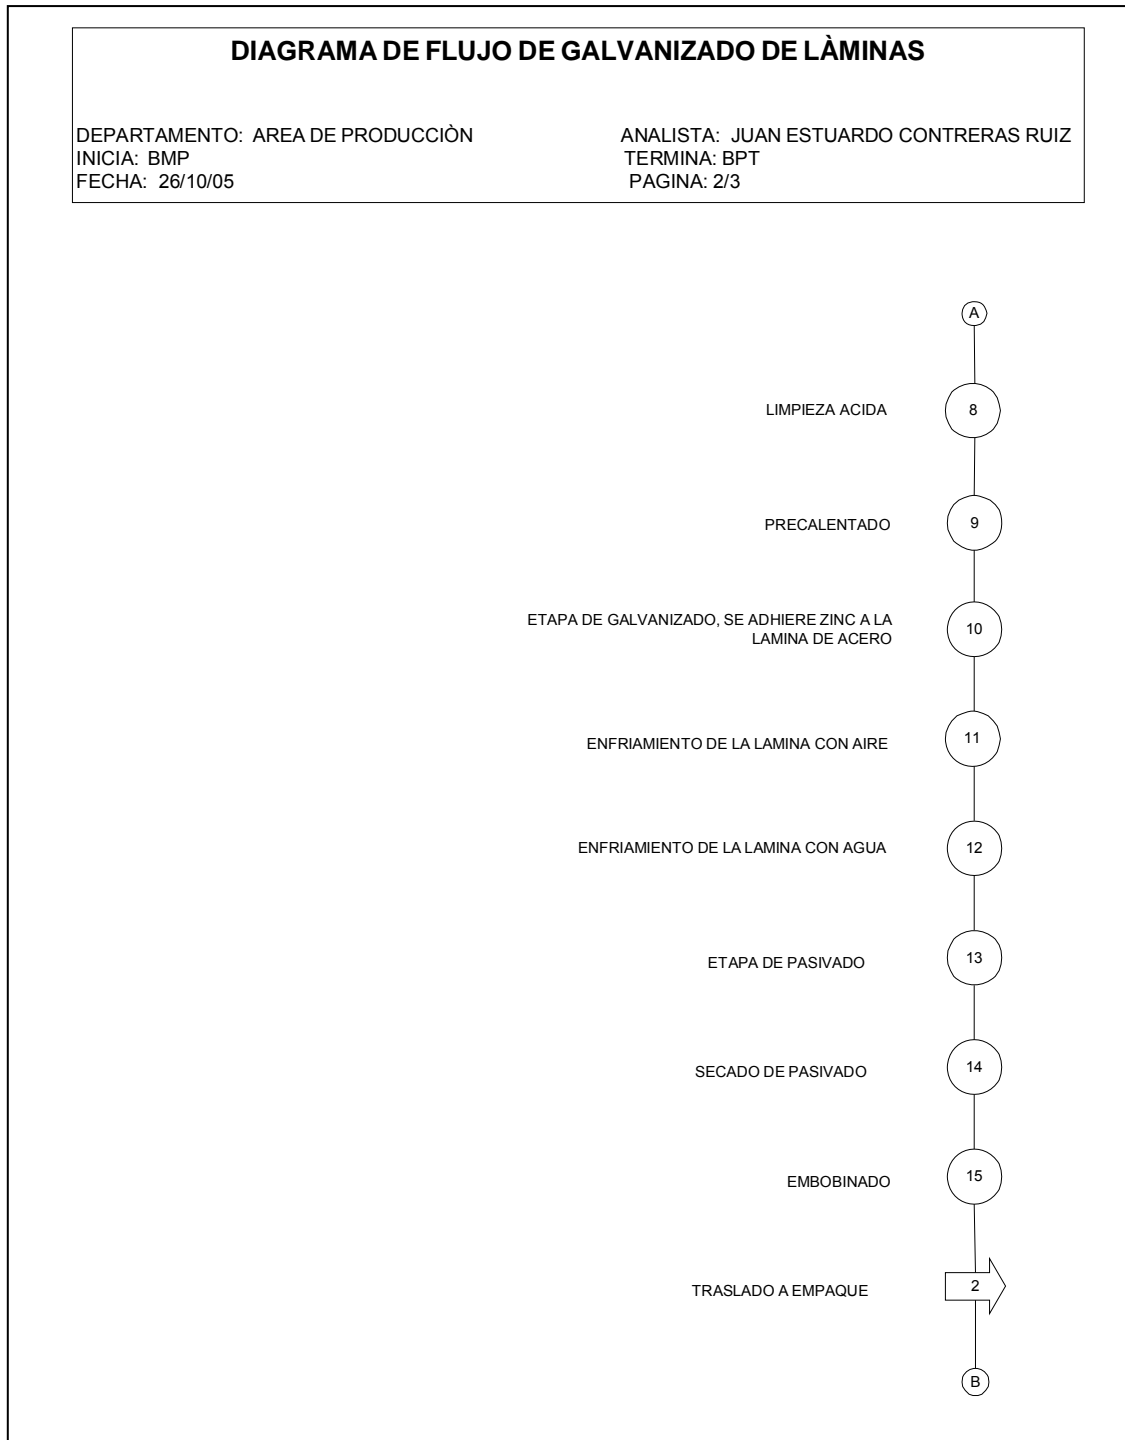 DIAGRAMA DE FLUJO DE GALVANIZADO DE LÀMINAS
DEPARTAMENTO: AREA DE PRODUCCIÒN
ANALISTA: JUAN ESTUARDO CONTRERAS RUIZ
INICIA: BMP
TERMINA: BPT
FECHA: 26/10/05
PAGINA: 2/3
A
LIMPIEZA ACIDA
8
PRECALENTADO
9
ETAPA DE GALVANIZADO, SE ADHIERE ZINC A LA
LAMINA DE ACERO
10
ENFRIAMIENTO DE LA LAMINA CON AIRE
11
ENFRIAMIENTO DE LA LAMINA CON AGUA
12
ETAPA DE PASIVADO
13
SECADO DE PASIVADO
14
EMBOBINADO
15
TRASLADO A EMPAQUE
2
B